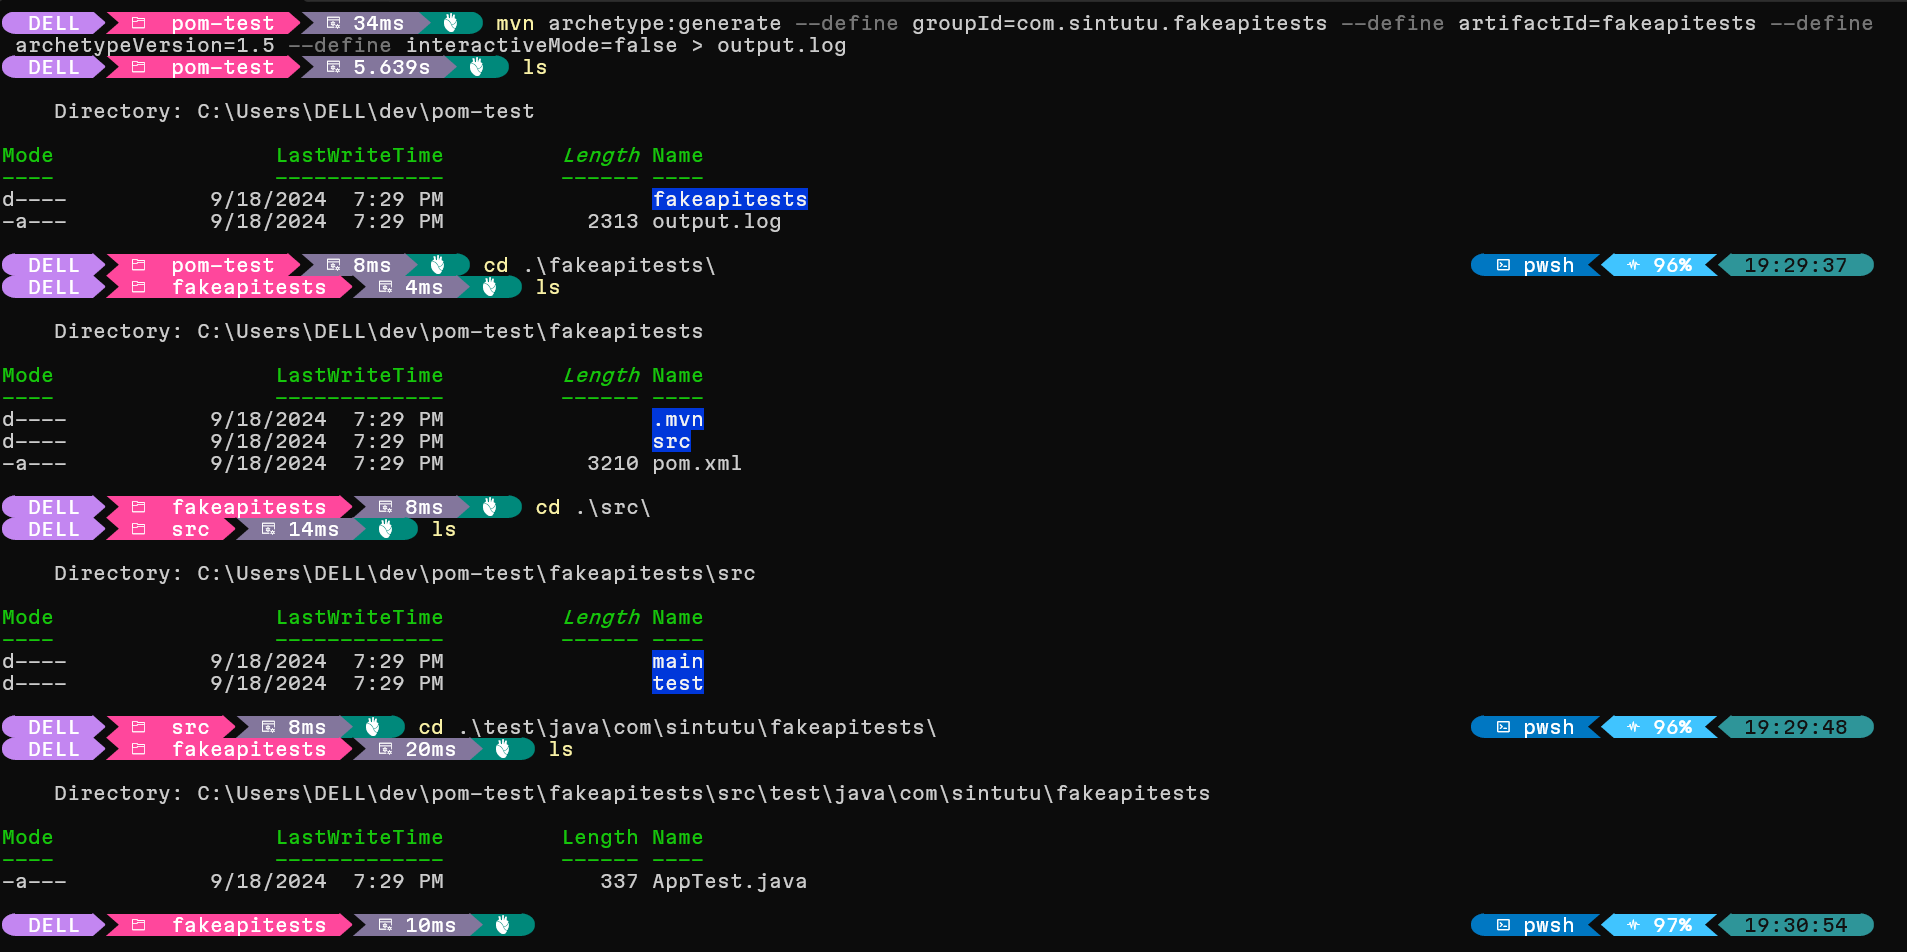 DELL pom-test 34ms mvn archetype:generate --define groupId=com.sintutu.fakeapitests --define artifactId=fakeapitests --define
archetypeVersion=1.5 --define interactiveMode=false > output.log
DELL pom-test 5.639s ls
Directory: C:\Users\DELL\dev\pom-test
Mode LastWriteTime Length Name
---- ------------- ------ ----
d---- 9/18/2024 7:29 PM fakeapitests
-a--- 9/18/2024 7:29 PM 2313 output.log
DELL pom-test 8ms cd .\fakeapitests\ pwsh 96% 19:29:37
DELL fakeapitests 4ms ls
Directory: C:\Users\DELL\dev\pom-test\fakeapitests
Mode LastWriteTime Length Name
---- ------------- ------ ----
d---- 9/18/2024 7:29 PM .mvn
d---- 9/18/2024 7:29 PM src
-a--- 9/18/2024 7:29 PM 3210 pom.xml
DELL fakeapitests 8ms cd .\src\
DELL src 14ms ls
Directory: C:\Users\DELL\dev\pom-test\fakeapitests\src
Mode LastWriteTime Length Name
---- ------------- ------ ----
d---- 9/18/2024 7:29 PM main
d---- 9/18/2024 7:29 PM test
DELL src 8ms cd .\test\java\com\sintutu\fakeapitests\ pwsh 96% 19:29:48
DELL fakeapitests 20ms ls
Directory: C:\Users\DELL\dev\pom-test\fakeapitests\src\test\java\com\sintutu\fakeapitests
Mode LastWriteTime Length Name
---- ------------- ------ ----
-a--- 9/18/2024 7:29 PM 337 AppTest.java
DELL fakeapitests 10ms pwsh 97% 19:30:54